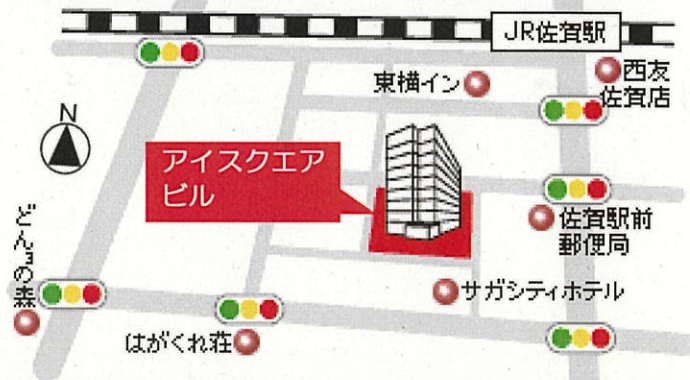 JR佐賀駅
東横イン
西友
佐賀店
N
アイスクエア
ビル
佐賀駅前
郵便局
どん3の森
サガシティホテル
はがくれ荘